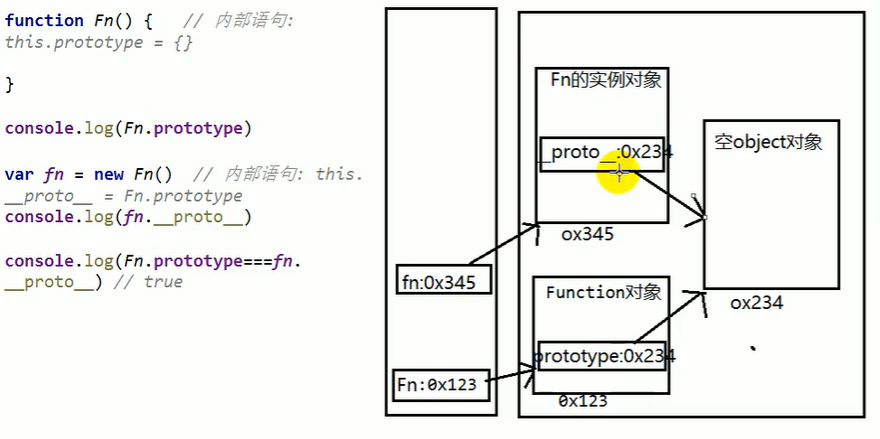 function Fn() {   // 内部语句:
this.prototype = {}
}
console.log(Fn.prototype)
var fn = new Fn()  // 内部语句: this.
__proto__ = Fn.prototype
console.log(fn.__proto__)
console.log(Fn.prototype===fn.
__proto__) // true
fn:0x345
Fn:0x123
Fn的实例对象
__proto__:0x234
ox345
Function对象
prototype:0x234
0x123
空object对象
ox234